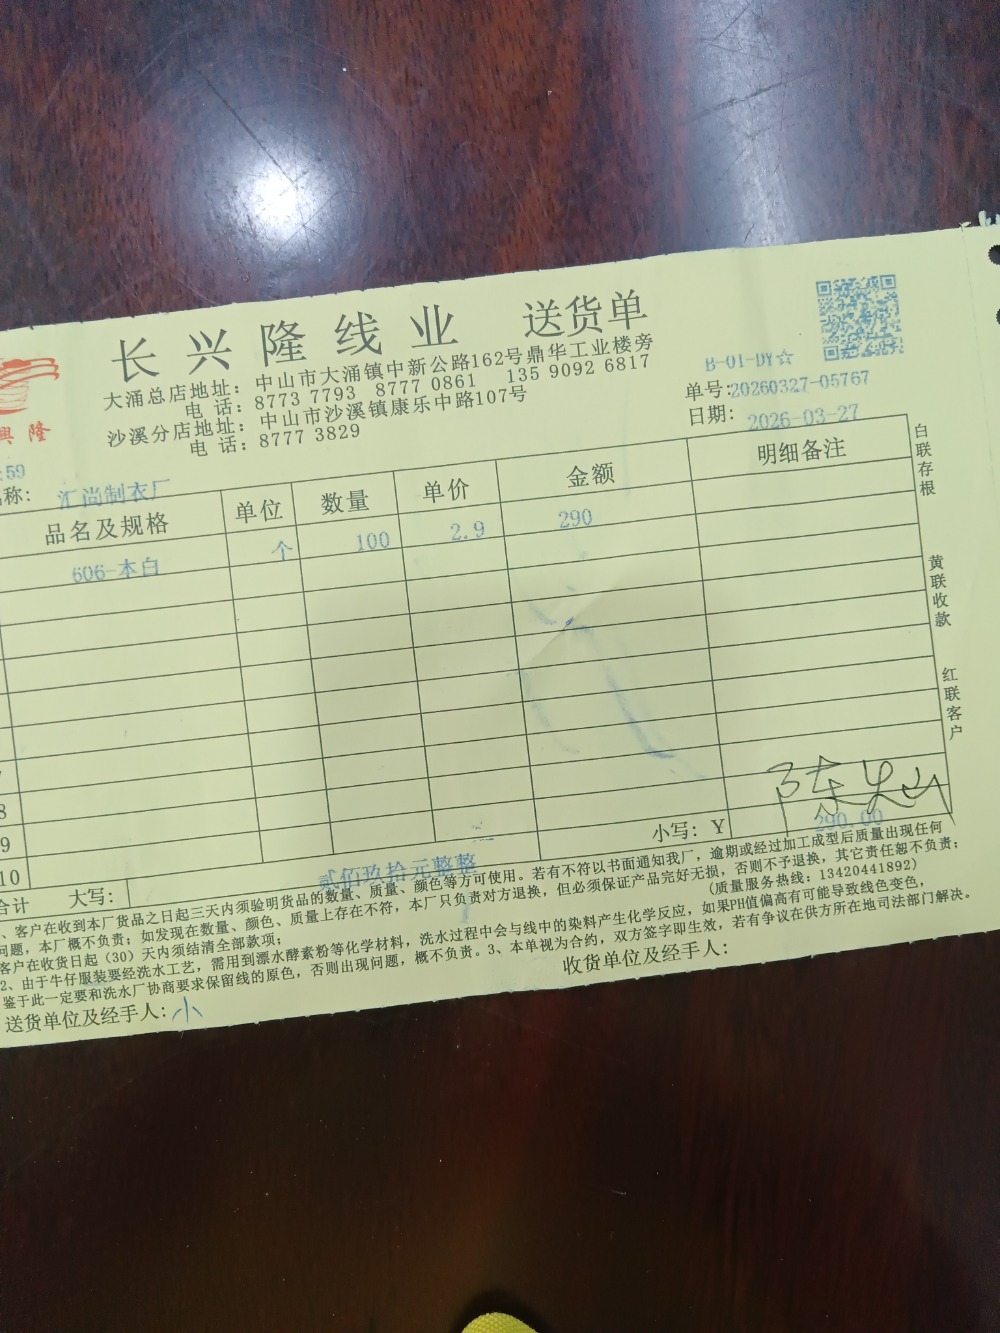 长兴隆线业 送货单
B-01-DY☆
大涌总店地址：中山市大涌镇中新公路162号鼎华工业楼旁
电 话：8773 7793 8777 0861 135 9092 6817
单号:20260327-05767
沙溪分店地址：中山市沙溪镇康乐中路107号
日期：2026-03-27
电 话：8777 3829
興 隆
:59
称： 汇尚制衣厂
品名及规格 单位 数量 单价 金额 明细备注
606-本白 个 100 2.9 290
8
9
10
合计 大写： 贰佰玖拾元整整 小写：Y 290.00
、客户在收到本厂货品之日起三天内须验明货品的数量、质量、颜色等方可使用。若有不符以书面通知我厂，逾期或经过加工成型后质量出现任何
问题，本厂概不负责；如发现在数量、颜色、质量上存在不符，本厂只负责对方退换，但必须保证产品完好无损，否则不予退换，其它责任恕不负责；
客户在收货日起（30）天内须结清全部款项； （质量服务热线：13420441892）
2、由于牛仔服装要经洗水工艺，需用到漂水酵素粉等化学材料，洗水过程中会与线中的染料产生化学反应，如果PH值偏高有可能导致线色变色，
鉴于此一定要和洗水厂协商要求保留线的原色，否则出现问题，概不负责。3、本单视为合约，双方签字即生效，若有争议在供方所在地司法部门解决。
送货单位及经手人：小 收货单位及经手人：
白联存根
黄联收款
红联客户